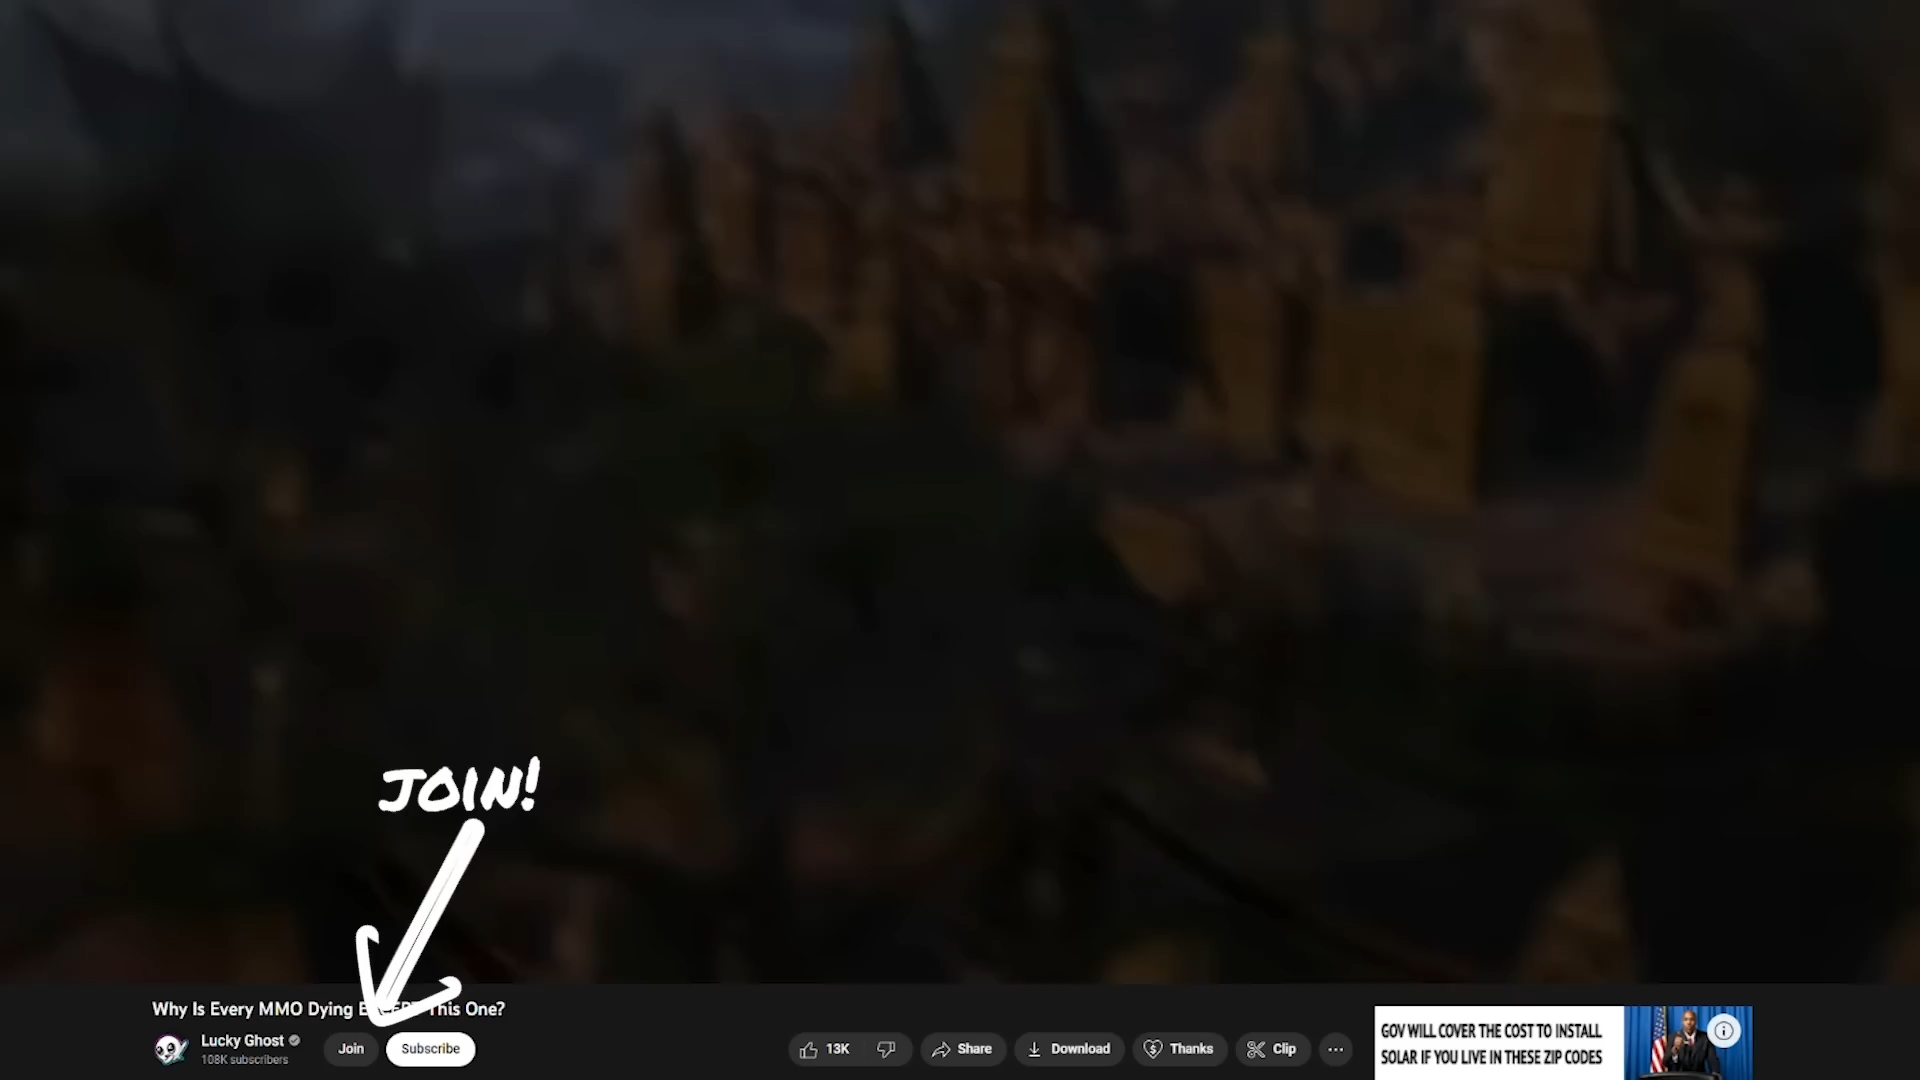 JOIN!
Why Is Every MMO Dying EXCEPT This One?
Lucky Ghost
108K subscribers
Join
Subscribe
13K
Share
Download
Thanks
Clip
GOV WILL COVER THE COST TO INSTALL
SOLAR IF YOU LIVE IN THESE ZIP CODES